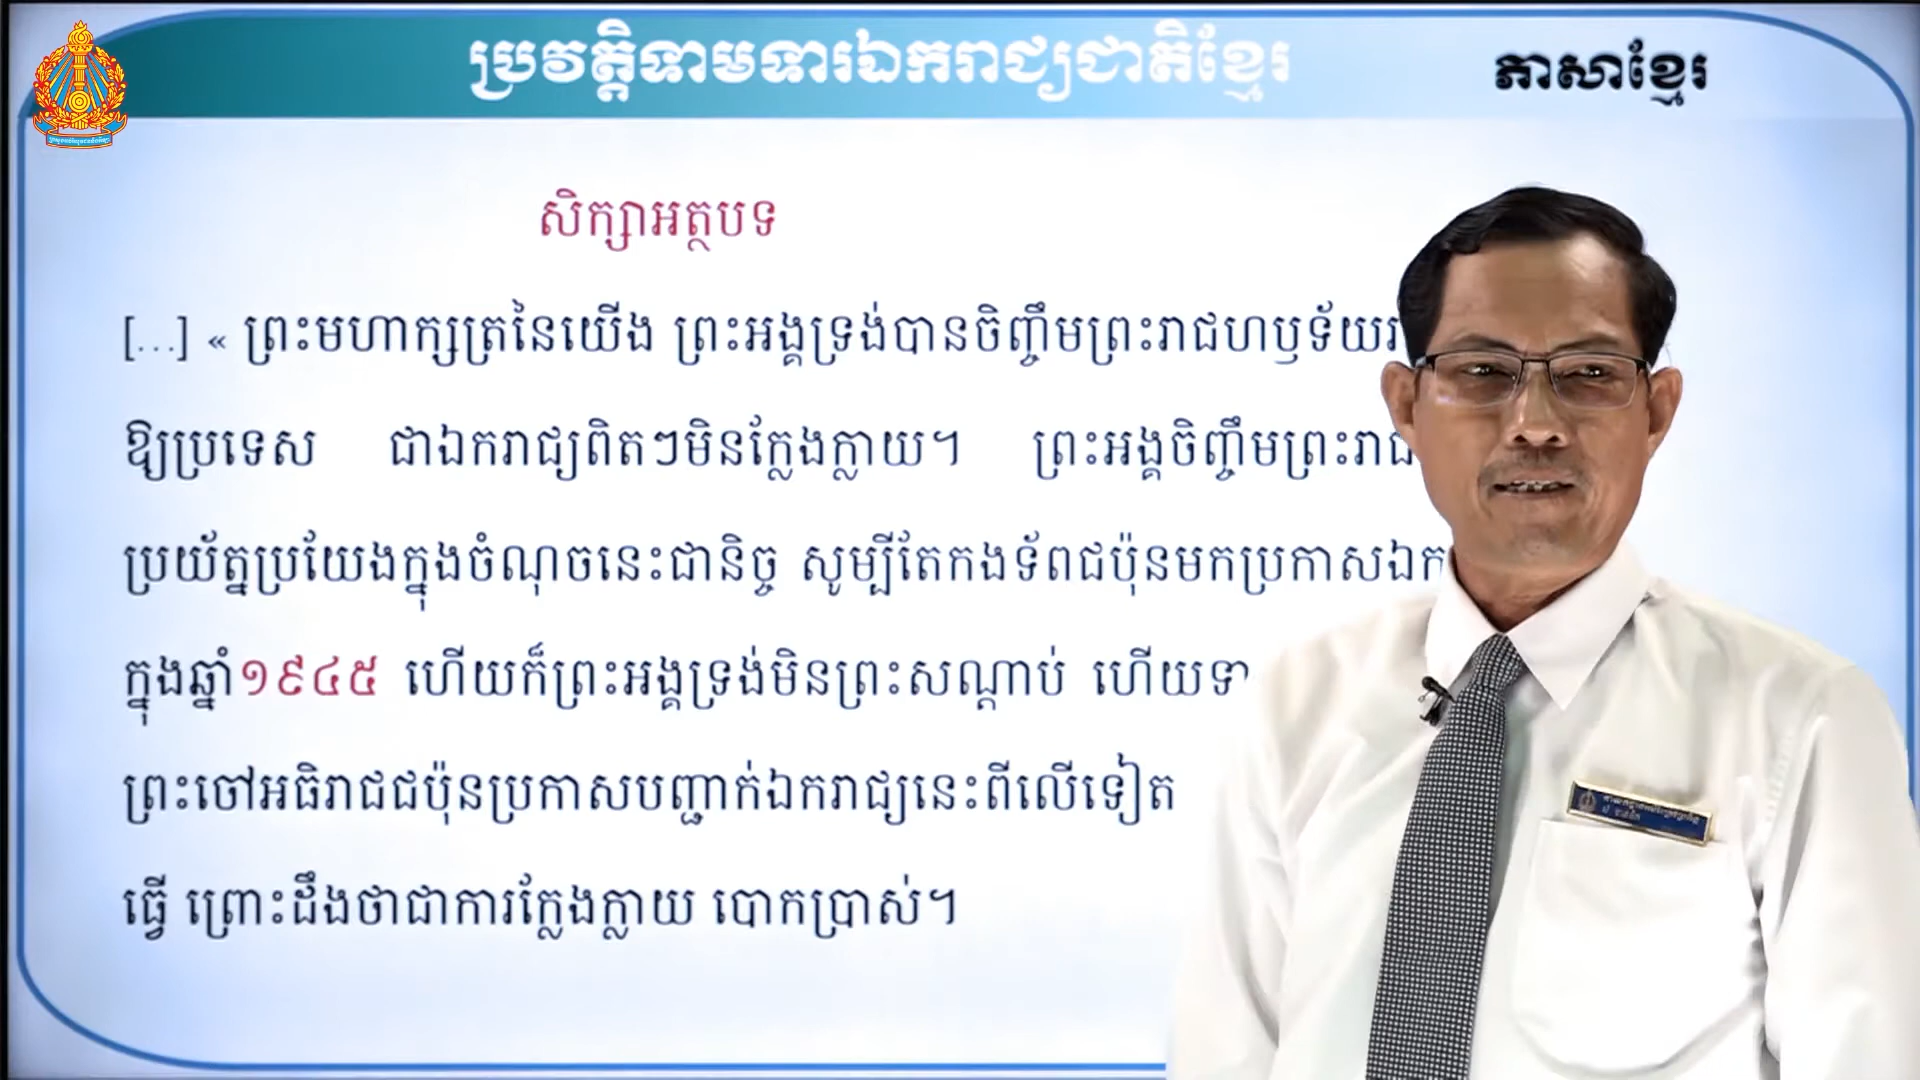 ប្រវត្តិទាមទារឯករាជ្យជាតិខ្មែរ
ភាសាខ្មែរ
សិក្សាអត្ថបទ
[...] « ព្រះមហាក្សត្រនៃយើង ព្រះអង្គទ្រង់បានចិញ្ចឹមព្រះរាជហឫទ័យ
ឱ្យប្រទេស ជាឯករាជ្យពិតៗមិនក្លែងក្លាយ។ ព្រះអង្គចិញ្ចឹមព្រះរាជ
ប្រយ័ត្នប្រយែងក្នុងចំណុចនេះជានិច្ច សូម្បីតែកងទ័ពជប៉ុនមកប្រកាសឯក
ក្នុងឆ្នាំ១៩៤៥ ហើយក៏ព្រះអង្គទ្រង់មិនព្រះសណ្ដាប់ ហើយទា
ព្រះចៅអធិរាជជប៉ុនប្រកាសបញ្ជាក់ឯករាជ្យនេះពីលើទៀត
ធ្វើ ព្រោះដឹងថាជាការក្លែងក្លាយ បោកប្រាស់។